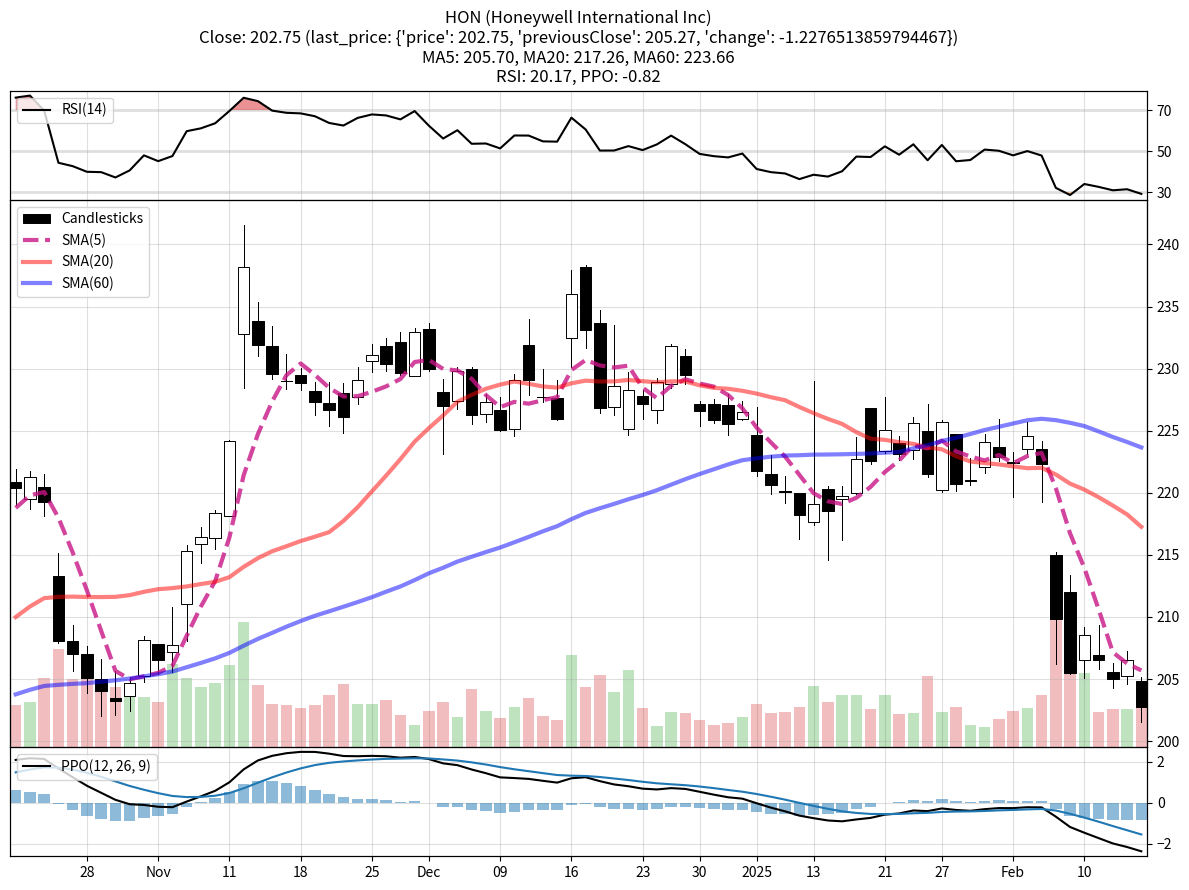 HON (Honeywell International Inc)
Close: 202.75 (last_price: {'price': 202.75, 'previousClose': 205.27, 'change': -1.2276513859794467})
MA5: 205.70, MA20: 217.26, MA60: 223.66
RSI: 20.17, PPO: -0.82
RSI(14)
70
50
30
Candlesticks
SMA(5)
SMA(20)
SMA(60)
240
235
230
225
220
215
210
205
200
PPO(12, 26, 9)
2
0
−2
28 Nov 11 18 25 Dec 09 16 23 30 2025 13 21 27 Feb 10